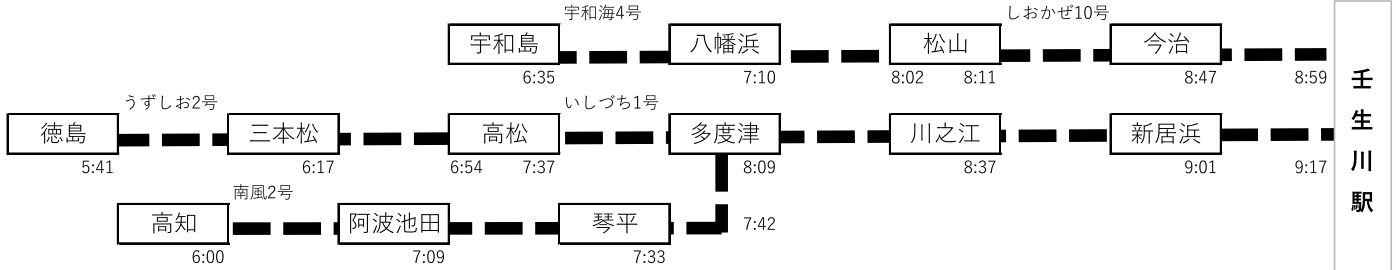 宇和海4号
しおかぜ10号
宇和島
八幡浜
松山
今治
6:35
7:10
8:02
8:11
8:47
8:59
うずしお2号
いしづち1号
徳島
三本松
高松
多度津
川之江
新居浜
5:41
6:17
6:54
7:37
8:09
8:37
9:01
9:17
南風2号
高知
阿波池田
琴平
7:42
6:00
7:09
7:33
壬生川駅